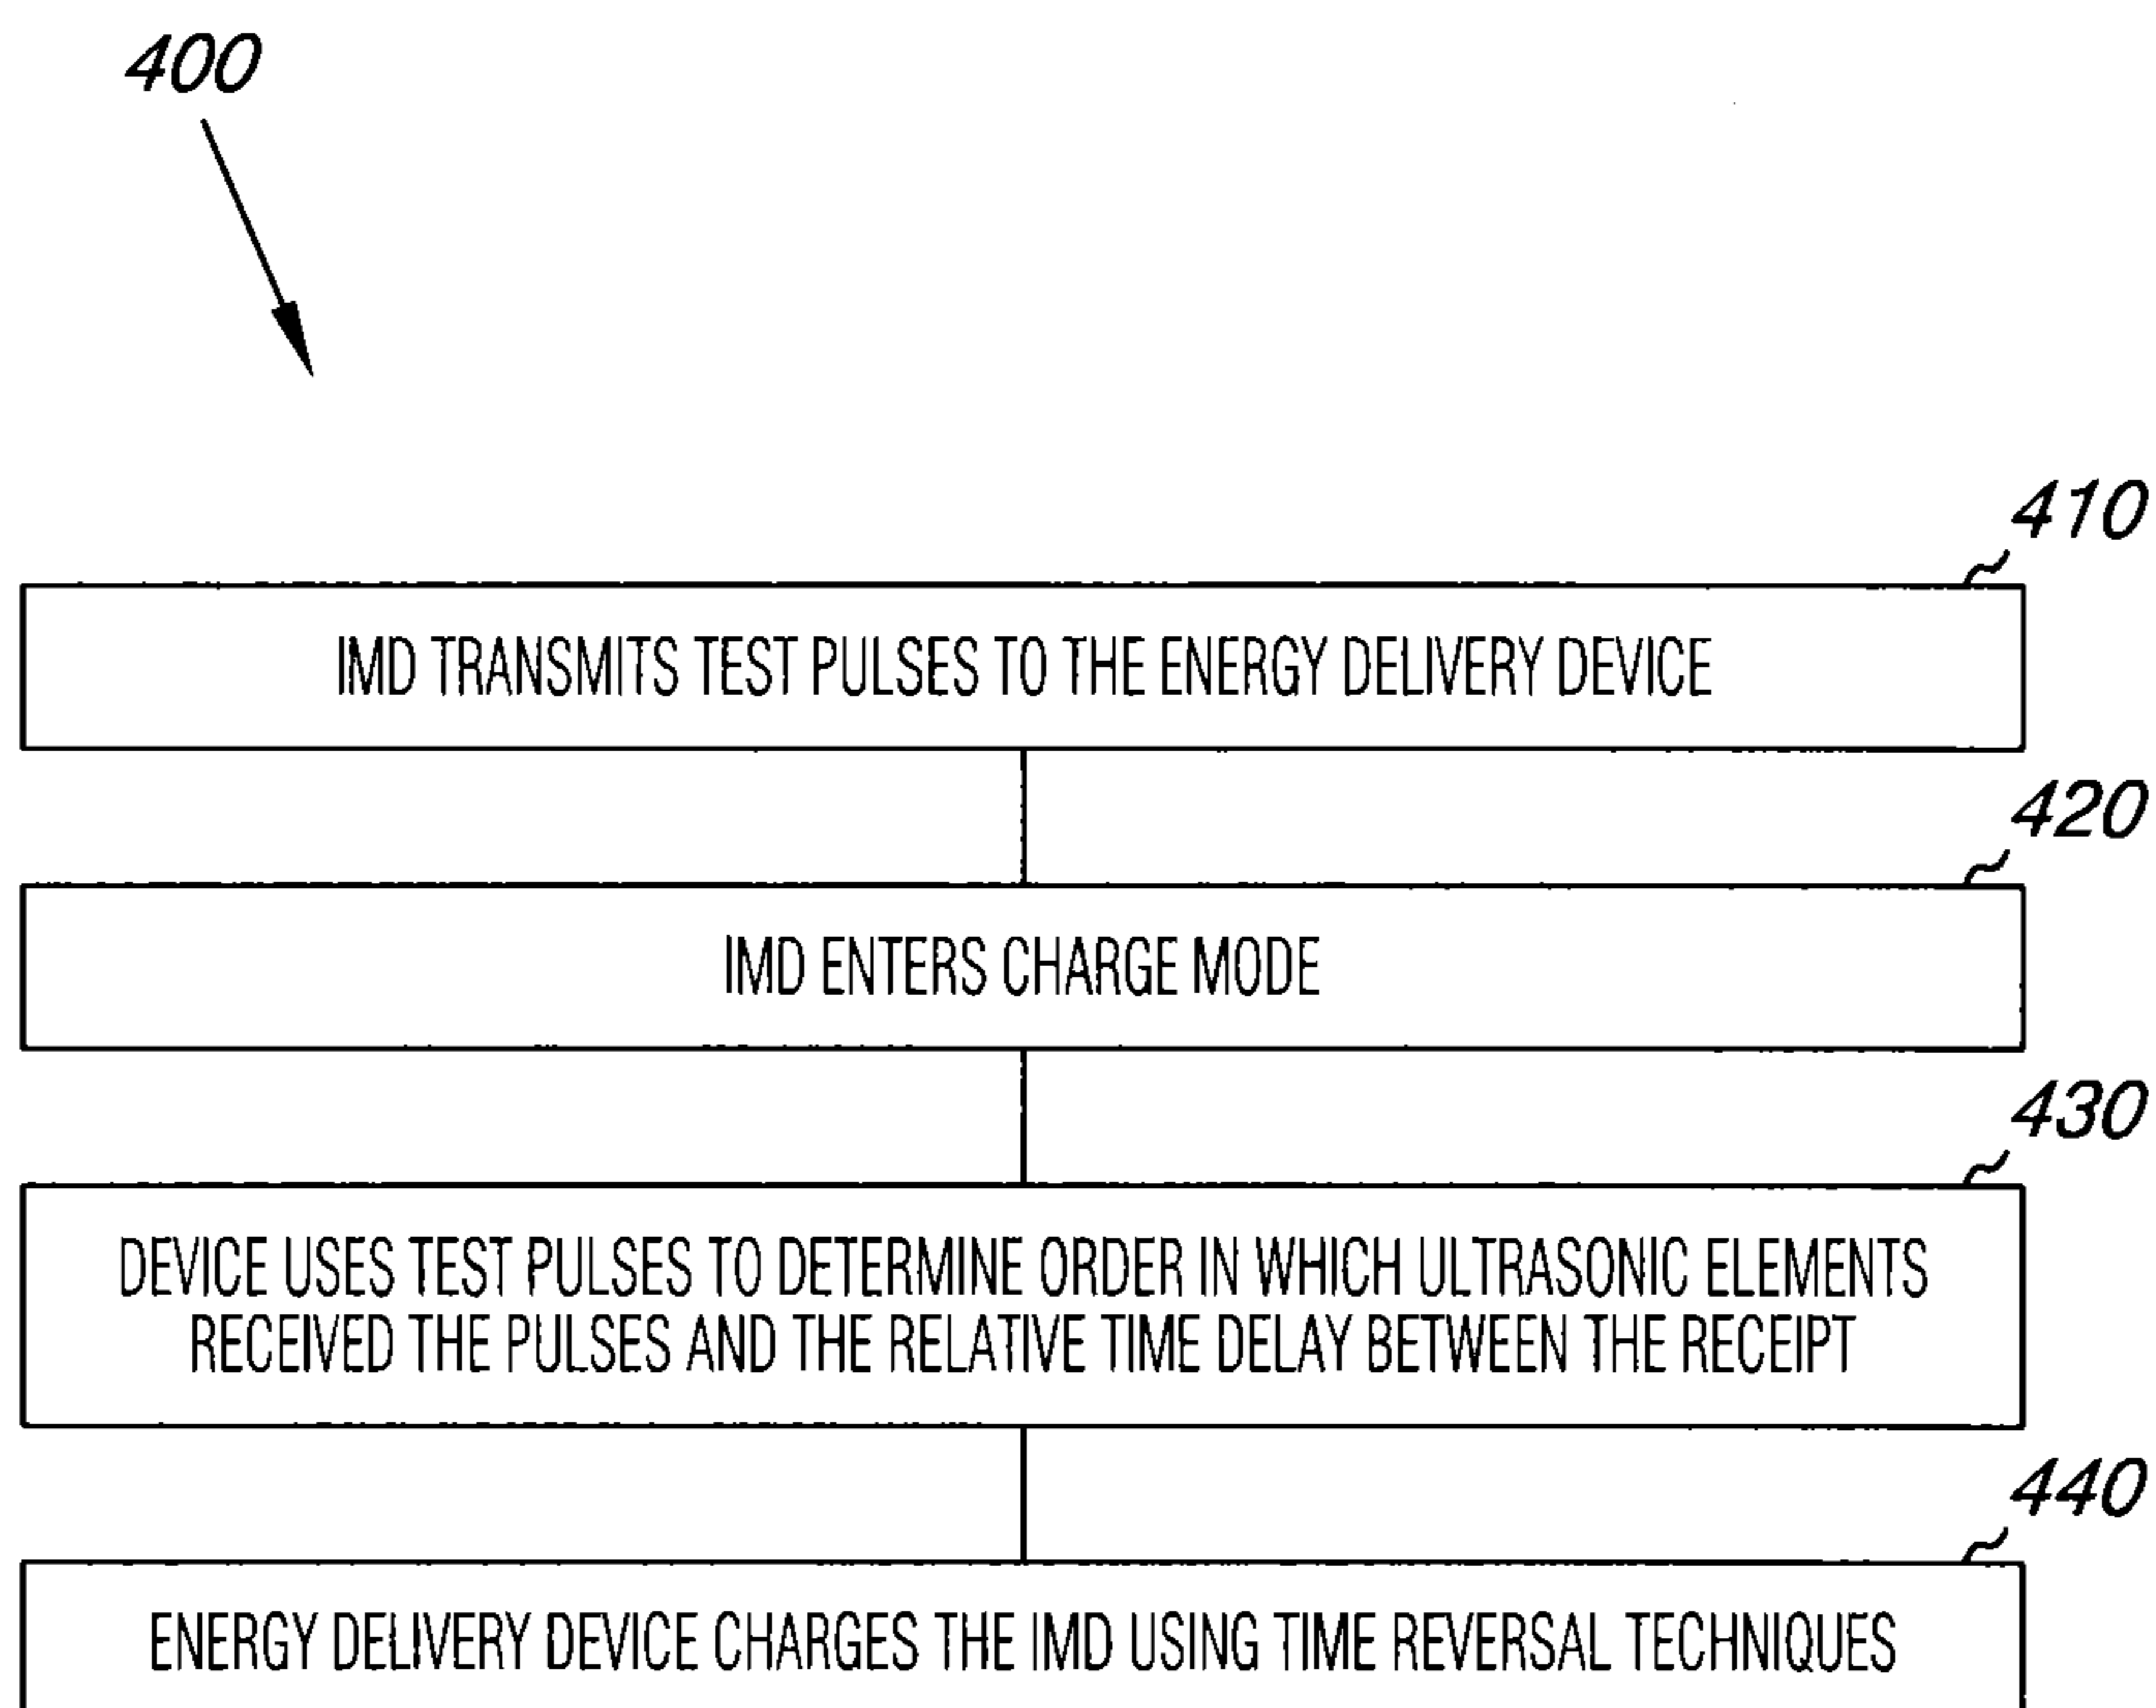 400
410
IMD TRANSMITS TEST PULSES TO THE ENERGY DELIVERY DEVICE
420
IMD ENTERS CHARGE MODE
430
DEVICE USES TEST PULSES TO DETERMINE ORDER IN WHICH ULTRASONIC ELEMENTS
RECEIVED THE PULSES AND THE RELATIVE TIME DELAY BETWEEN THE RECEIPT
440
ENERGY DELIVERY DEVICE CHARGES THE IMD USING TIME REVERSAL TECHNIQUES